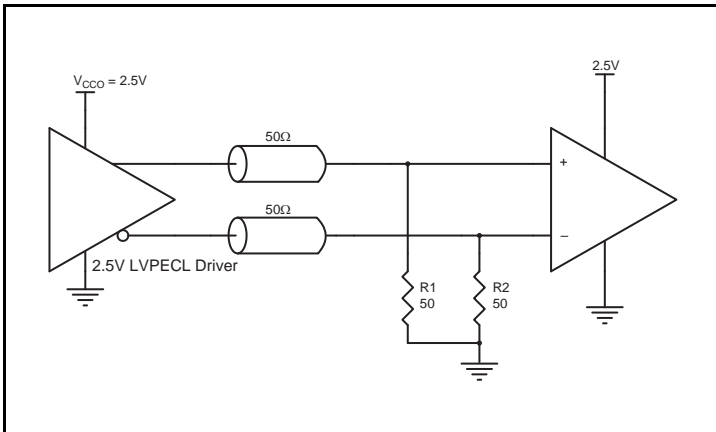 V_CCO = 2.5V
2.5V
50Ω
+
50Ω
–
2.5V LVPECL Driver
R1
50
R2
50